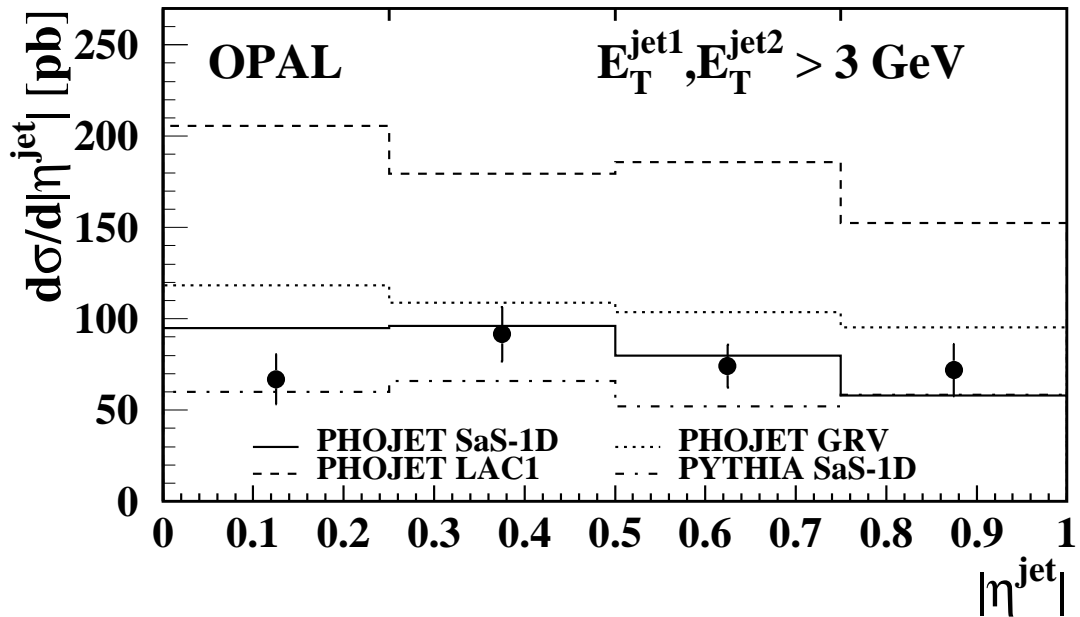 OPAL
E_T^jet1, E_T^jet2 > 3 GeV
dσ/d|η^jet| [pb]
250
200
150
100
50
0
PHOJET SaS-1D
PHOJET GRV
PHOJET LAC1
PYTHIA SaS-1D
0 0.1 0.2 0.3 0.4 0.5 0.6 0.7 0.8 0.9 1
|η^jet|